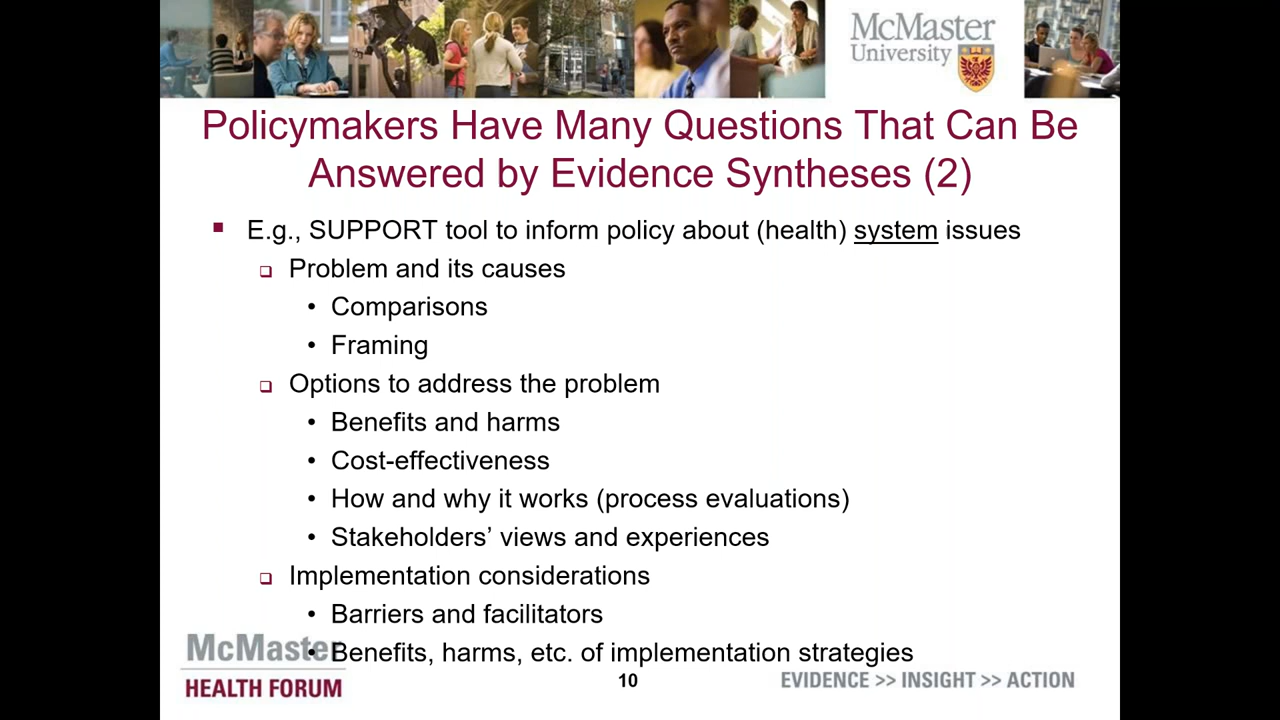 McMaster
University
Policymakers Have Many Questions That Can Be
Answered by Evidence Syntheses (2)
E.g., SUPPORT tool to inform policy about (health) system issues
Problem and its causes
• Comparisons
• Framing
Options to address the problem
• Benefits and harms
• Cost-effectiveness
• How and why it works (process evaluations)
• Stakeholders’ views and experiences
Implementation considerations
• Barriers and facilitators
• Benefits, harms, etc. of implementation strategies
McMaster
HEALTH FORUM
10
EVIDENCE >> INSIGHT >> ACTION